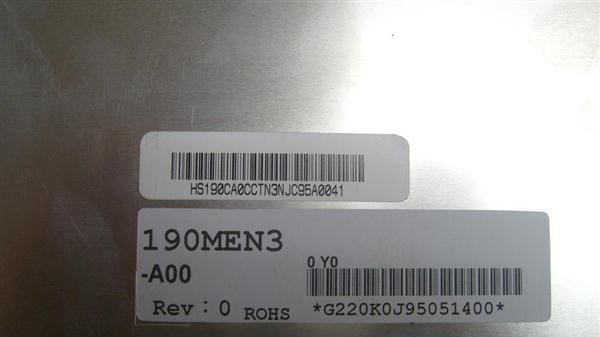 HS190CA0CCTN3NJC95A0041
190MEN3
-A00
0 Y0
Rev: 0 ROHS
*G220K0J95051400*